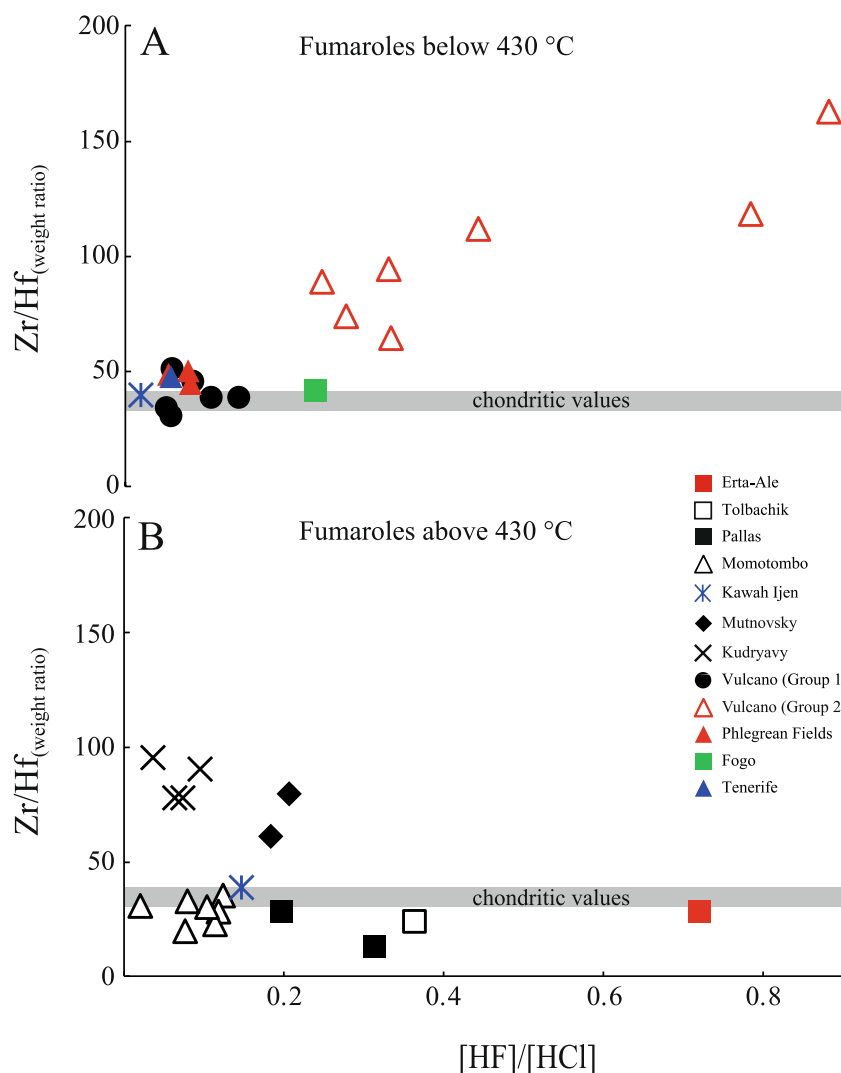 A
Fumaroles below 430 °C
200
150
100
50
0
Zr/Hf(weight ratio)
chondritic values
B
Fumaroles above 430 °C
200
150
100
50
0
Zr/Hf(weight ratio)
chondritic values
Erta-Ale
Tolbachik
Pallas
Momotombo
Kawah Ijen
Mutnovsky
Kudryavy
Vulcano (Group 1
Vulcano (Group 2
Phlegrean Fields
Fogo
Tenerife
0.2 0.4 0.6 0.8
[HF]/[HCl]